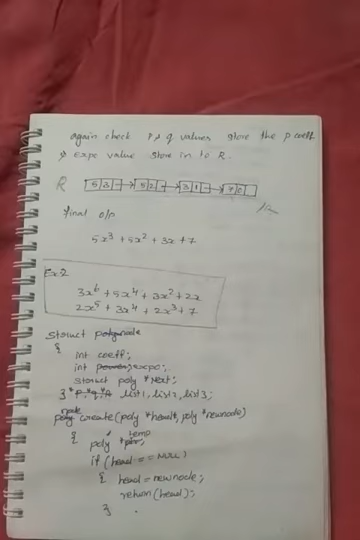 again check P, q values store the p coeff
& expo value store in to R.
R 5 3 → 5 2 → 3 1 → 7 0
final o/p
5x³ + 5x² + 3x + 7
Ex:2
3x⁶ + 5x⁴ + 3x² + 2x
2x⁵ + 3x⁴ + 2x³ + 7
struct node
{
int coeff;
int expo;
struct poly *next;
} list1, list2, list3;
create (poly *head, poly *newnode)
{ poly *temp
if (head == NULL)
{ head = newnode;
return (head);
}